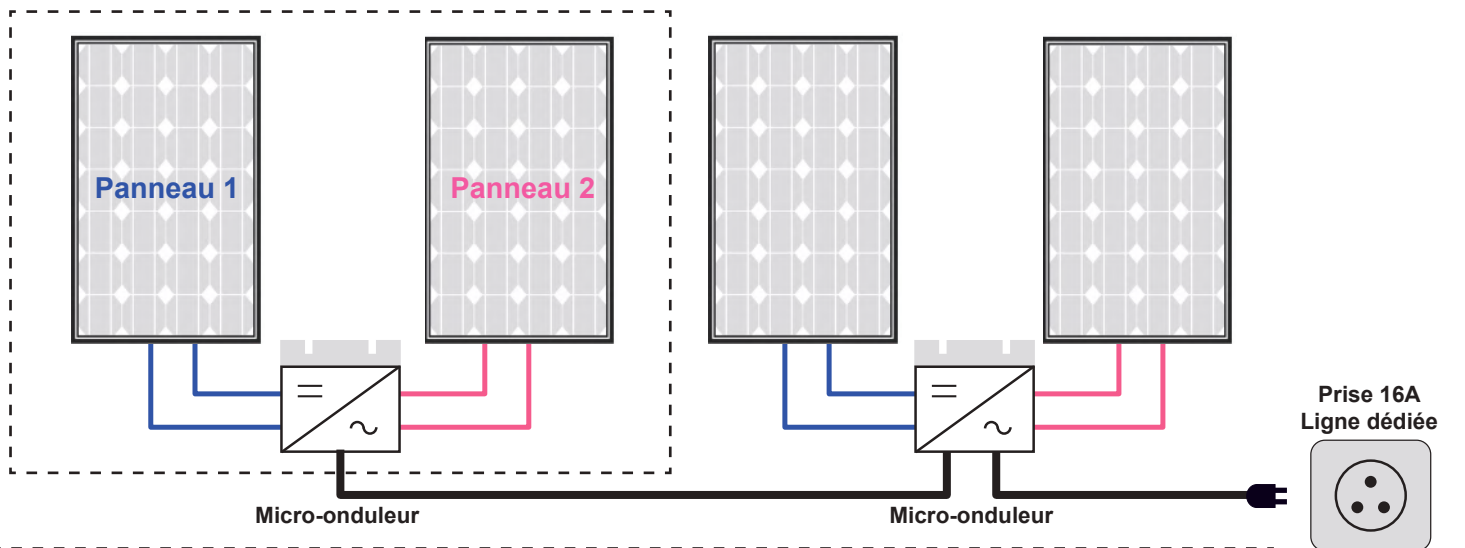 Panneau 1
Panneau 2
Prise 16A
Ligne dédiée
Micro-onduleur
Micro-onduleur